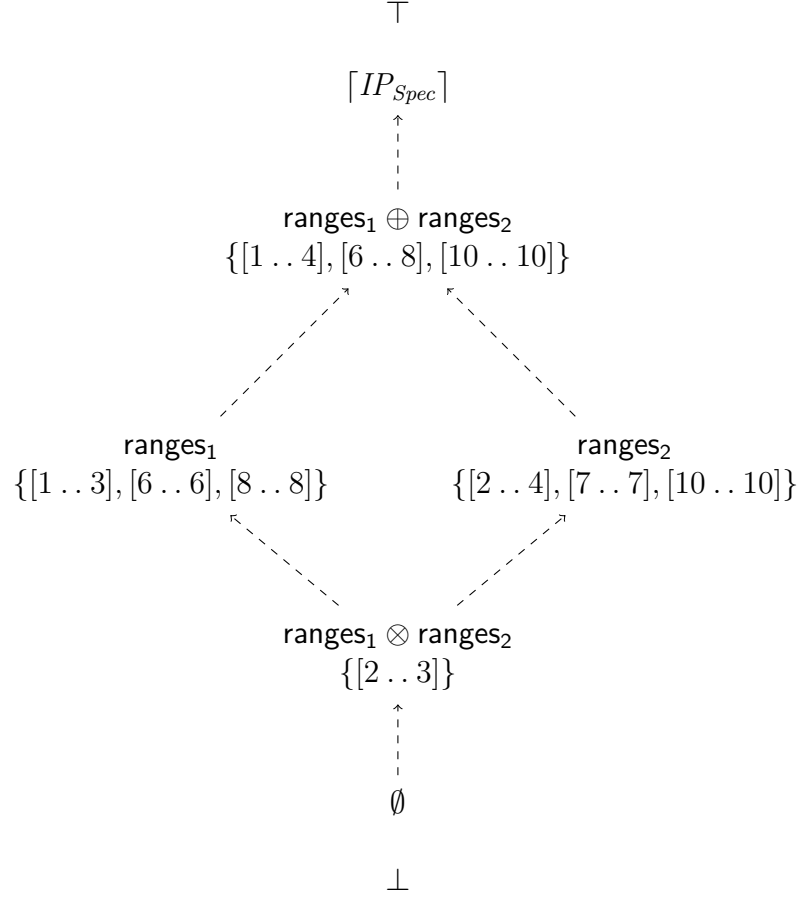 ⊤
⌈IP_Spec⌉
ranges₁ ⊕ ranges₂
{[1 . . 4], [6 . . 8], [10 . . 10]}
ranges₁
{[1 . . 3], [6 . . 6], [8 . . 8]}
ranges₂
{[2 . . 4], [7 . . 7], [10 . . 10]}
ranges₁ ⊗ ranges₂
{[2 . . 3]}
∅
⊥